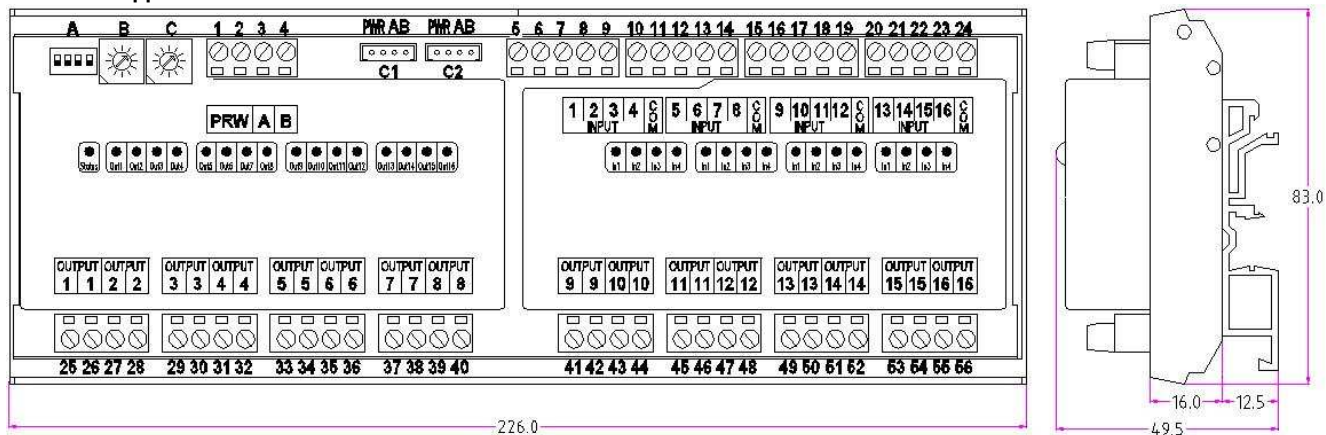 A B C 1 2 3 4 PWR AB PWR AB 5 6 7 8 9 10 11 12 13 14 15 16 17 18 19 20 21 22 23 24
C1 C2
PRW A B
1 2 3 4 COM 5 6 7 8 COM 9 10 11 12 COM 13 14 15 16 COM
INPUT INPUT INPUT INPUT
Status Out1 Out2 Out3 Out4 Out5 Out6 Out7 Out8 Out9 Out10 Out11 Out12 Out13 Out14 Out15 Out16 In1 In2 In3 In4 In1 In2 In3 In4 In1 In2 In3 In4 In1 In2 In3 In4
83.0
OUTPUT OUTPUT OUTPUT OUTPUT OUTPUT OUTPUT OUTPUT OUTPUT OUTPUT OUTPUT OUTPUT OUTPUT OUTPUT OUTPUT OUTPUT OUTPUT
1 1 2 2 3 3 4 4 5 5 6 6 7 7 8 8 9 9 10 10 11 11 12 12 13 13 14 14 15 15 16 16
25 26 27 28 29 30 31 32 33 34 35 36 37 38 39 40 41 42 43 44 45 46 47 48 49 50 51 52 53 54 55 56
16.0 12.5
226.0 49.5